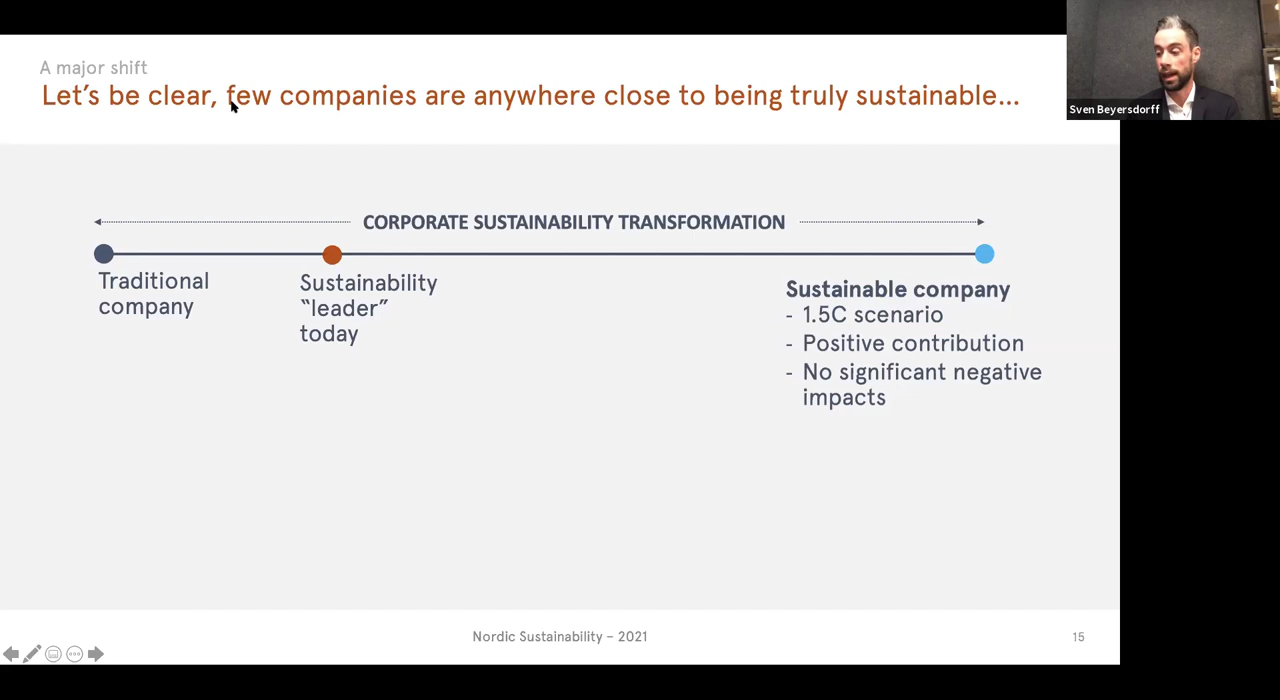 A major shift
Let’s be clear, few companies are anywhere close to being truly sustainable…
Sven Beyersdorff
CORPORATE SUSTAINABILITY TRANSFORMATION
Traditional
company
Sustainability
“leader”
today
Sustainable company
- 1.5C scenario
- Positive contribution
- No significant negative
impacts
Nordic Sustainability – 2021
15